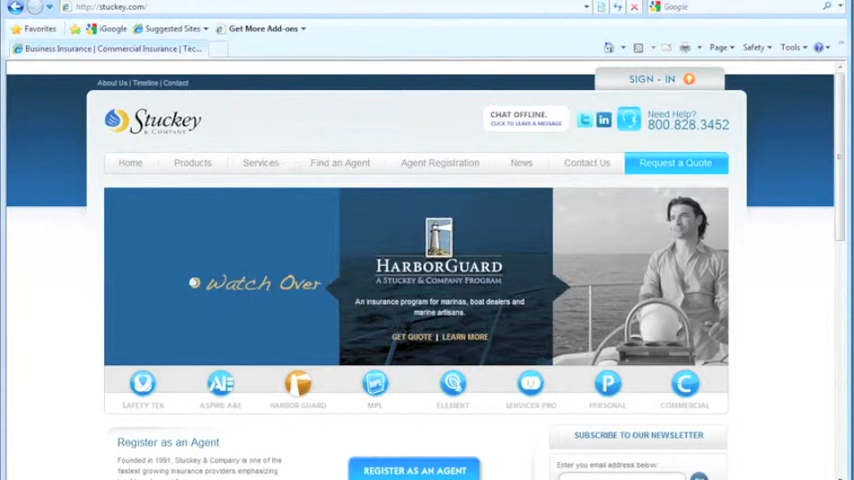 http://stuckey.com/
Google
Favorites
iGoogle
Suggested Sites
Get More Add-ons
Business Insurance | Commercial Insurance | Tec...
Page
Safety
Tools
About Us | Timeline | Contact
SIGN - IN
Stuckey
& COMPANY
CHAT OFFLINE.
CLICK TO LEAVE A MESSAGE
Need Help?
800.828.3452
Home
Products
Services
Find an Agent
Agent Registration
News
Contact Us
Request a Quote
Watch Over
HARBORGUARD
A STUCKEY & COMPANY PROGRAM
An insurance program for marinas, boat dealers and
marine artisans.
GET QUOTE | LEARN MORE
SAFETY TEK
ASPIRE A&E
HARBOR GUARD
MPL
ELEMENT
SERVICER PRO
PERSONAL
COMMERCIAL
Register as an Agent
Founded in 1991, Stuckey & Company is one of the
fastest growing insurance providers emphasizing
REGISTER AS AN AGENT
SUBSCRIBE TO OUR NEWSLETTER
Enter you email address below: